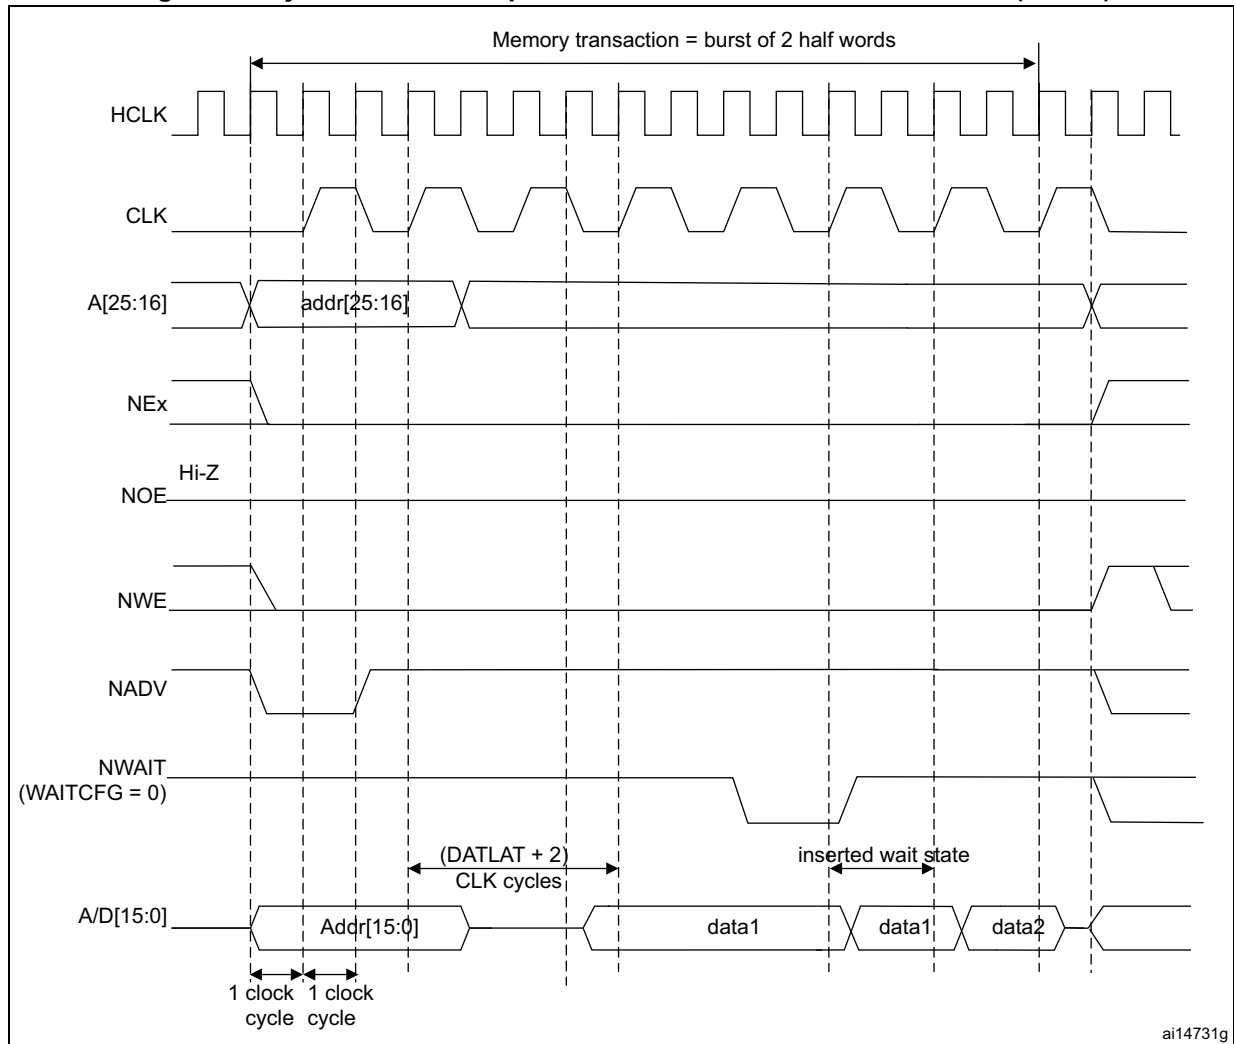 Memory transaction = burst of 2 half words
HCLK
CLK
A[25:16]
addr[25:16]
NEx
Hi-Z
NOE
NWE
NADV
NWAIT
(WAITCFG = 0)
(DATLAT + 2)
CLK cycles
inserted wait state
A/D[15:0]
Addr[15:0]
data1
data1
data2
1 clock
cycle
1 clock
cycle
ai14731g